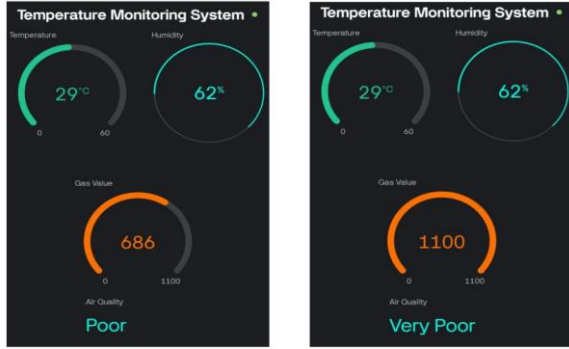 Temperature Monitoring System
Temperature
Humidity
29°C
62%
0
60
Gas Value
686
0
1100
Air Quality
Poor
Temperature Monitoring System
Temperature
Humidity
29°C
62%
0
60
Gas Value
1100
0
1100
Air Quality
Very Poor